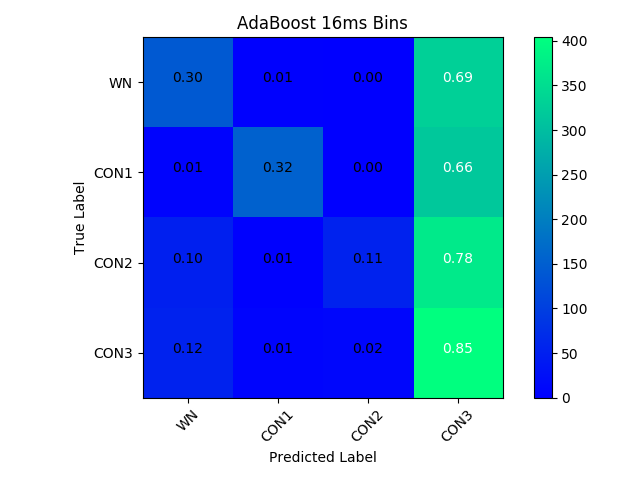 AdaBoost 16ms Bins
True Label
WN 0.30 0.01 0.00 0.69
CON1 0.01 0.32 0.00 0.66
CON2 0.10 0.01 0.11 0.78
CON3 0.12 0.01 0.02 0.85
WN CON1 CON2 CON3
Predicted Label
400
350
300
250
200
150
100
50
0